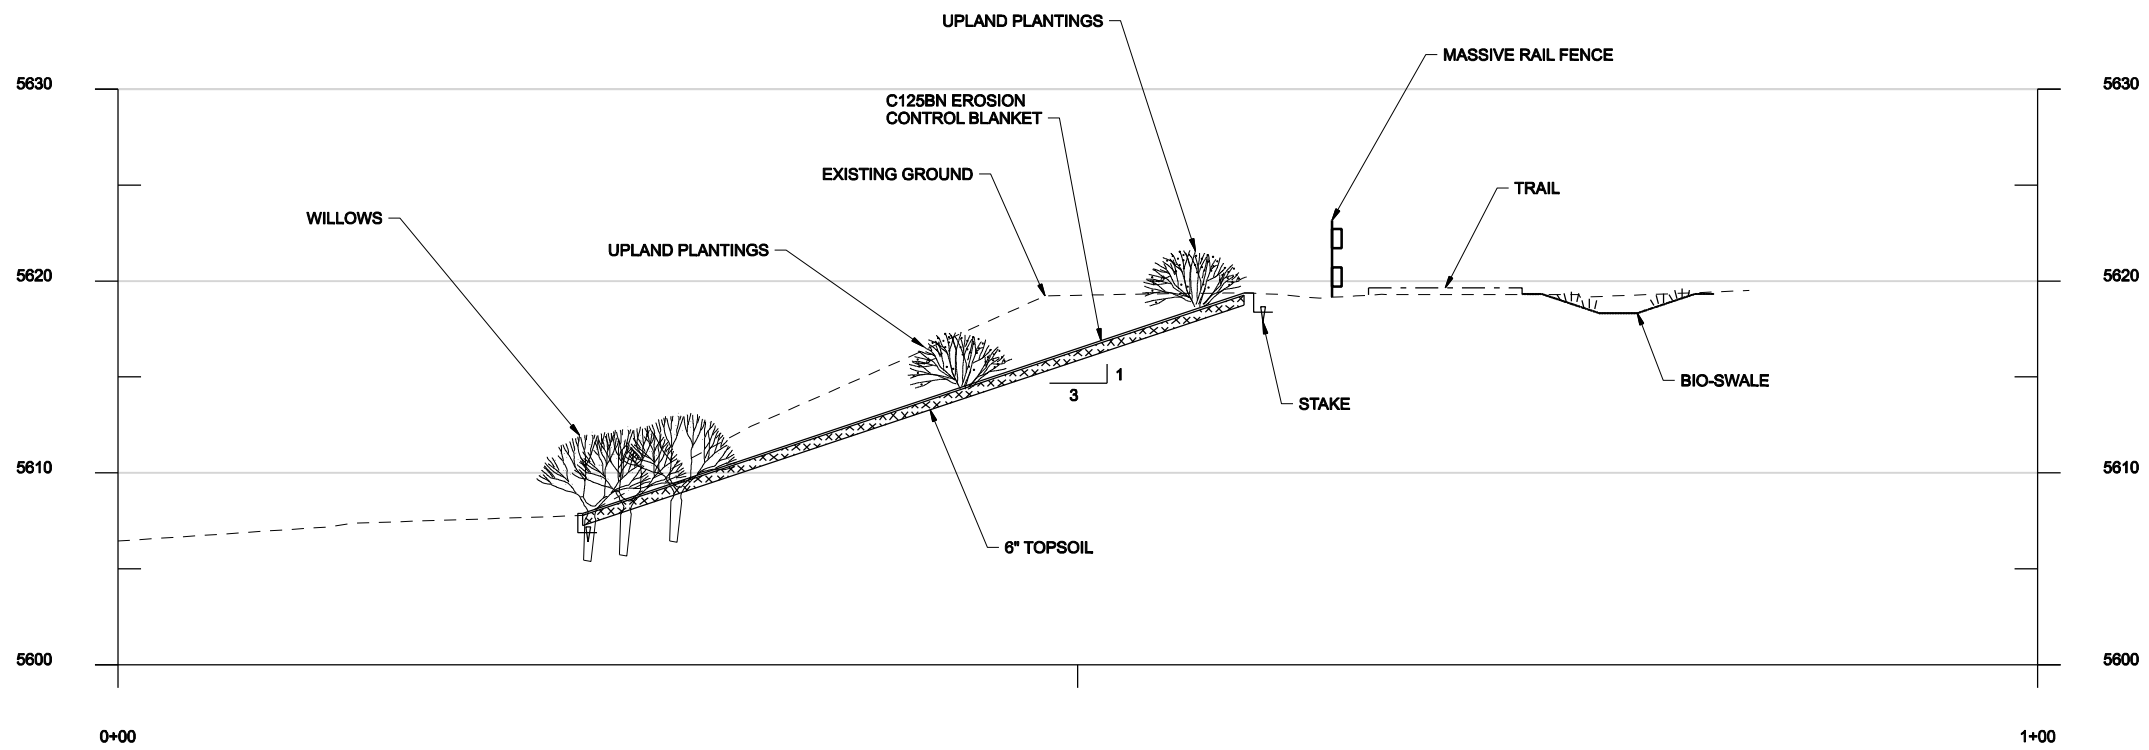 UPLAND PLANTINGS
MASSIVE RAIL FENCE
5630
5630
C125BN EROSION
CONTROL BLANKET
EXISTING GROUND
TRAIL
WILLOWS
UPLAND PLANTINGS
5620
5620
1
3
BIO-SWALE
STAKE
5610
5610
6" TOPSOIL
5600
5600
0+00
1+00